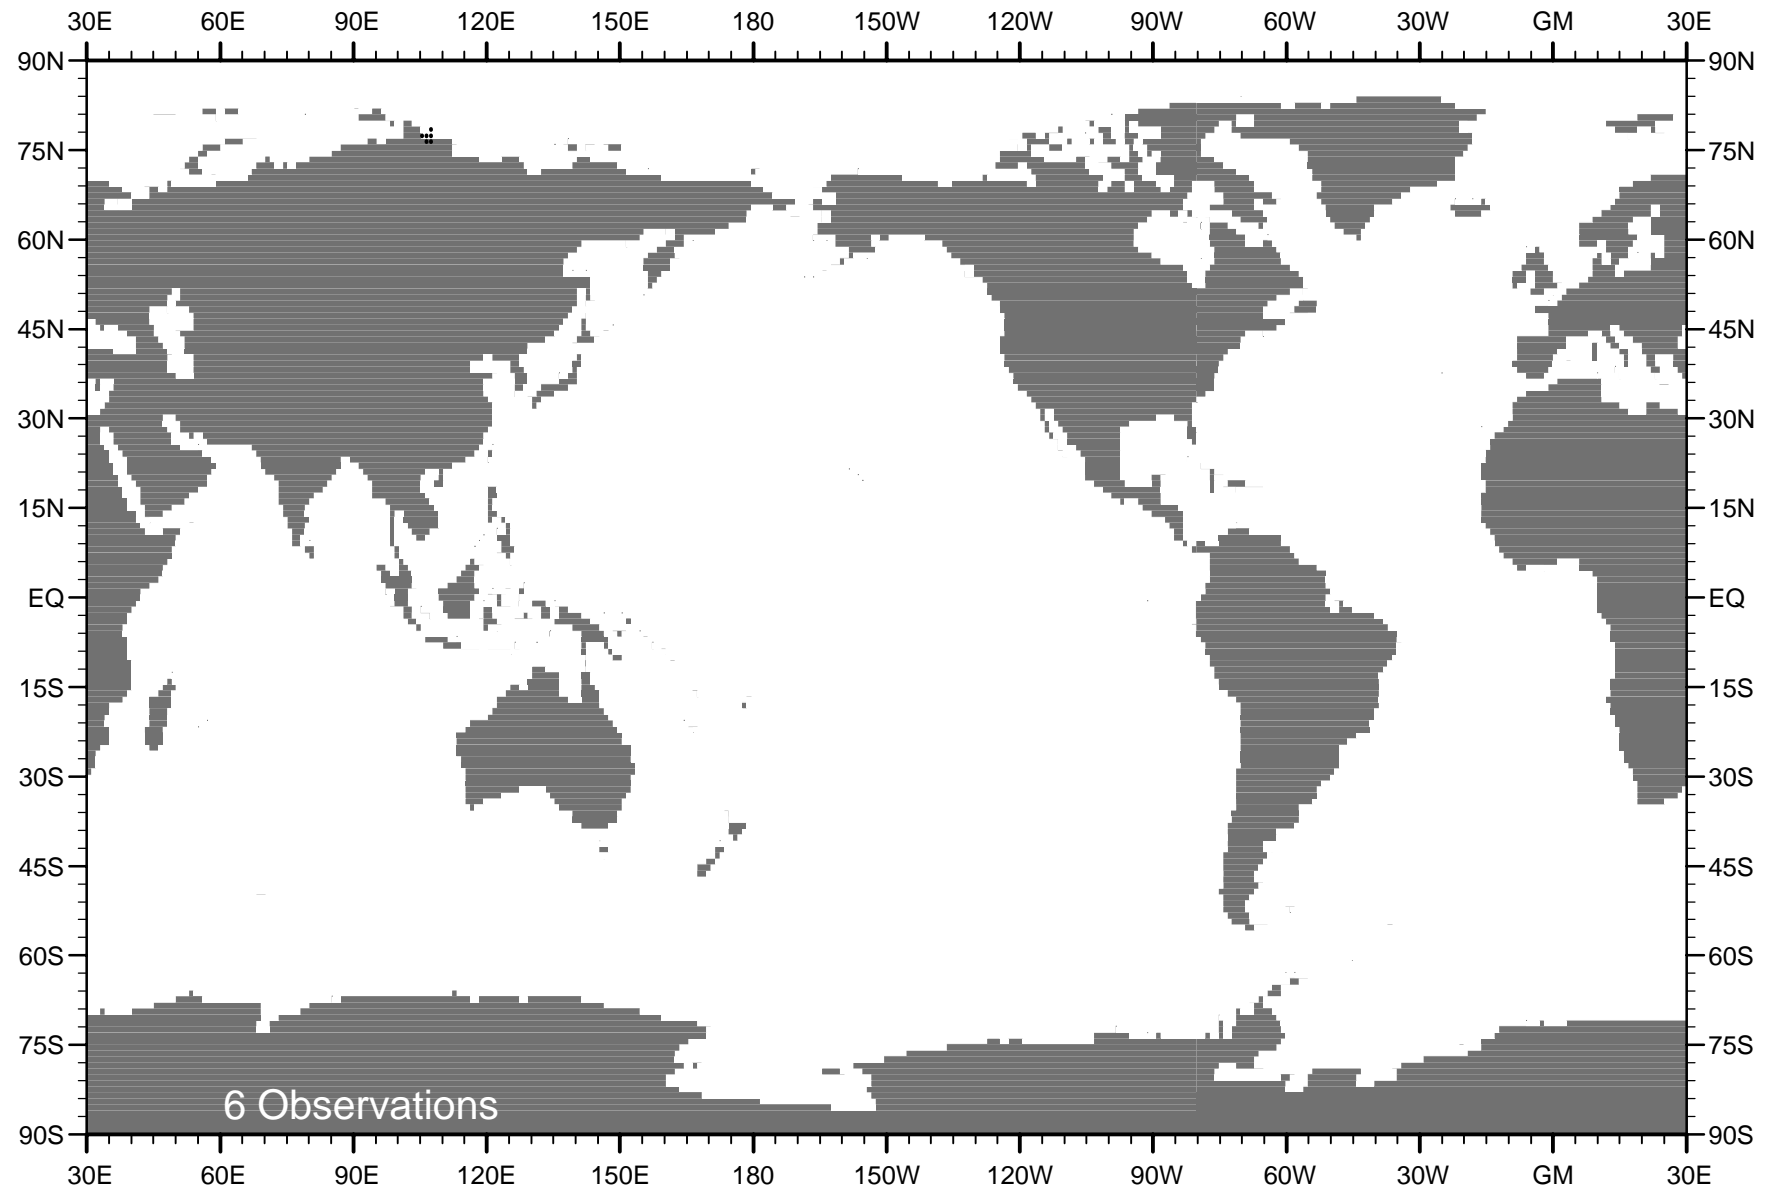 30E 60E 90E 120E 150E 180 150W 120W 90W 60W 30W GM 30E
90N 90N
75N 75N
60N 60N
45N 45N
30N 30N
15N 15N
EQ EQ
15S 15S
30S 30S
45S 45S
60S 60S
75S 75S
6 Observations
90S 90S
30E 60E 90E 120E 150E 180 150W 120W 90W 60W 30W GM 30E